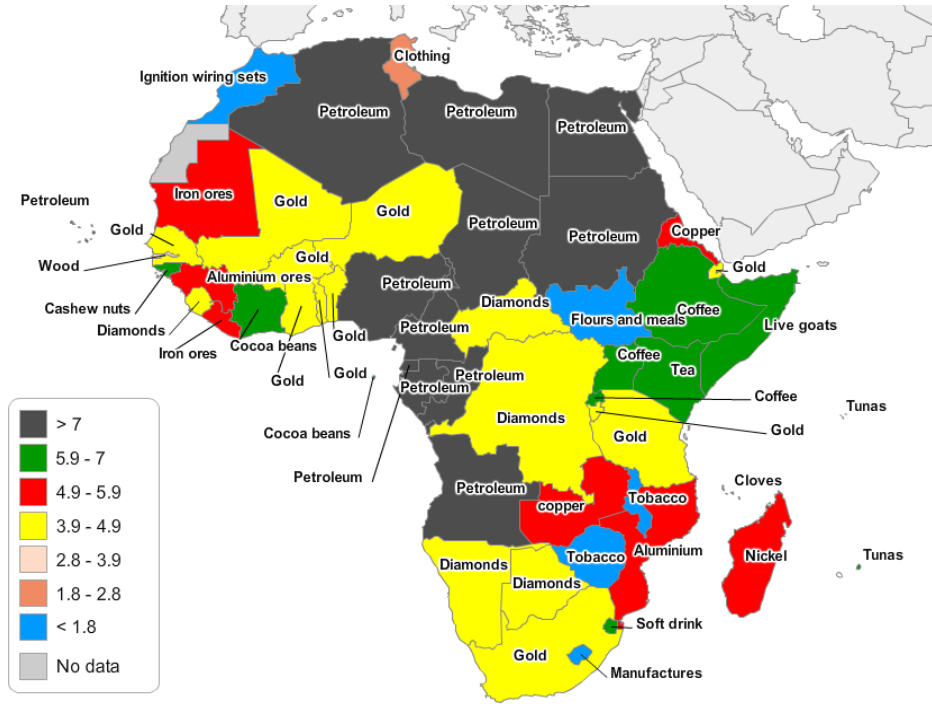 Clothing
Ignition wiring sets
Petroleum
Petroleum
Petroleum
Iron ores
Gold
Gold
Petroleum
Petroleum
Petroleum
Copper
Gold
Wood
Gold
Gold
Aluminium ores
Petroleum
Cashew nuts
Diamonds
Coffee
Diamonds
Flours and meals
Live goats
Petroleum
Gold
Iron ores
Cocoa beans
Coffee
Tea
Gold
Gold
Petroleum
Petroleum
Coffee
Tunas
Diamonds
Gold
Gold
Cocoa beans
Petroleum
Petroleum
Cloves
Tobacco
copper
Tobacco
Aluminium
Nickel
Tunas
Diamonds
Diamonds
Soft drink
Gold
Manufactures
> 7
5.9 - 7
4.9 - 5.9
3.9 - 4.9
2.8 - 3.9
1.8 - 2.8
< 1.8
No data